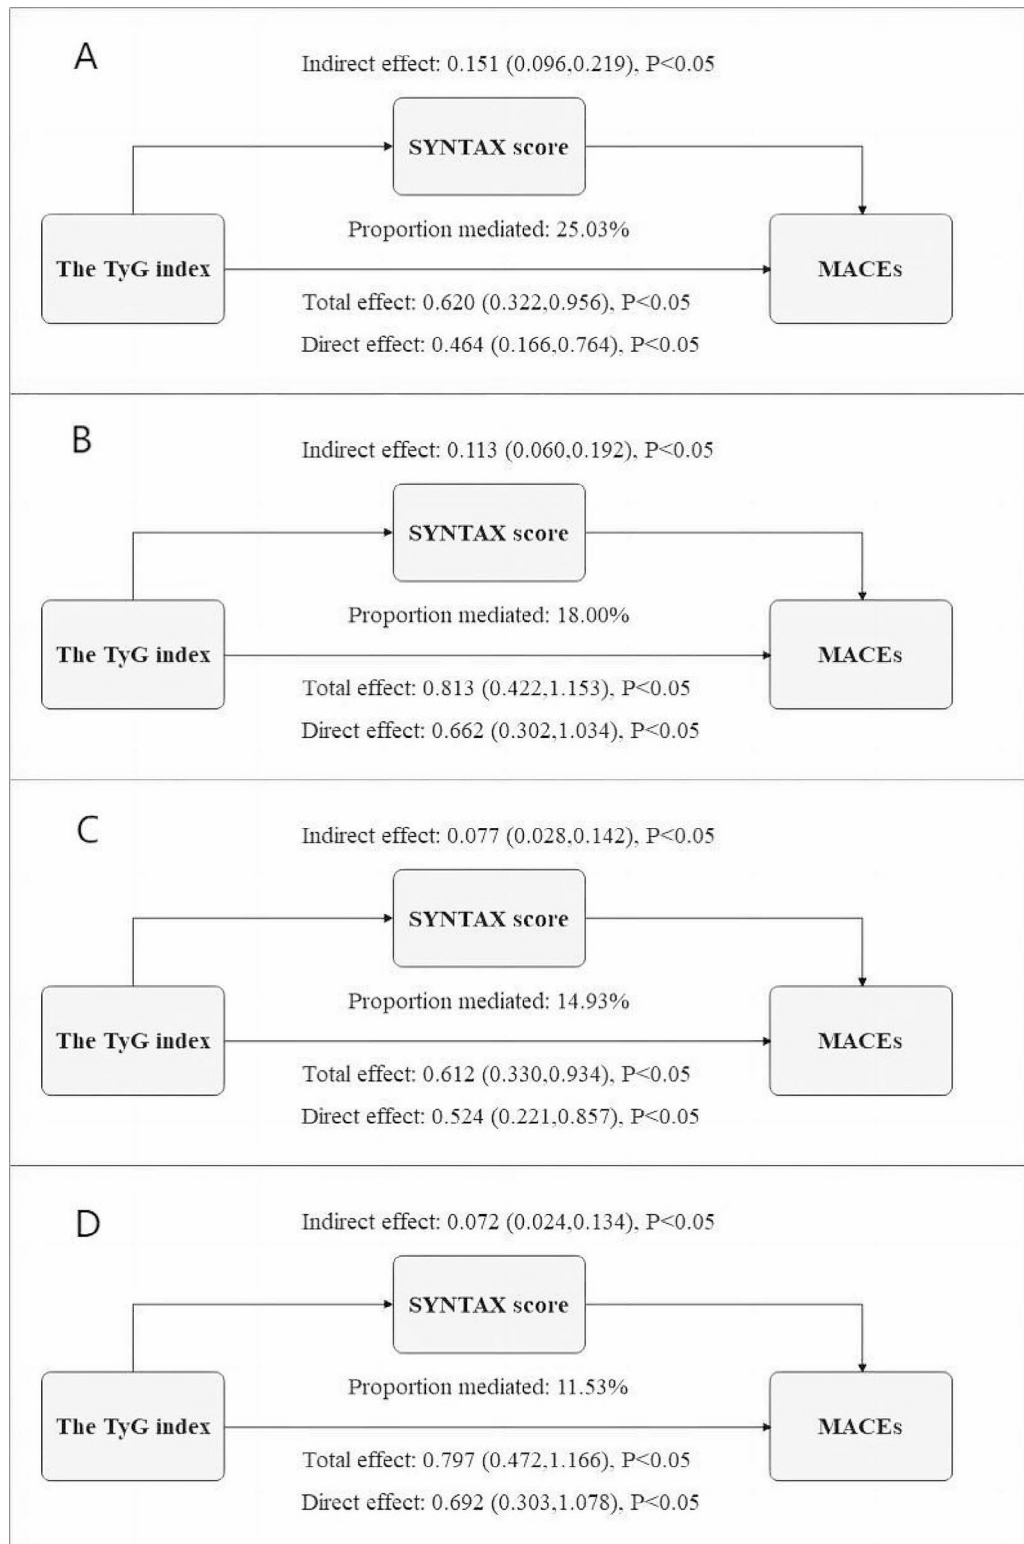 A
Indirect effect: 0.151 (0.096,0.219), P<0.05
SYNTAX score
Proportion mediated: 25.03%
The TyG index
MACEs
Total effect: 0.620 (0.322,0.956), P<0.05
Direct effect: 0.464 (0.166,0.764), P<0.05
B
Indirect effect: 0.113 (0.060,0.192), P<0.05
SYNTAX score
Proportion mediated: 18.00%
The TyG index
MACEs
Total effect: 0.813 (0.422,1.153), P<0.05
Direct effect: 0.662 (0.302,1.034), P<0.05
C
Indirect effect: 0.077 (0.028,0.142), P<0.05
SYNTAX score
Proportion mediated: 14.93%
The TyG index
MACEs
Total effect: 0.612 (0.330,0.934), P<0.05
Direct effect: 0.524 (0.221,0.857), P<0.05
D
Indirect effect: 0.072 (0.024,0.134), P<0.05
SYNTAX score
Proportion mediated: 11.53%
The TyG index
MACEs
Total effect: 0.797 (0.472,1.166), P<0.05
Direct effect: 0.692 (0.303,1.078), P<0.05